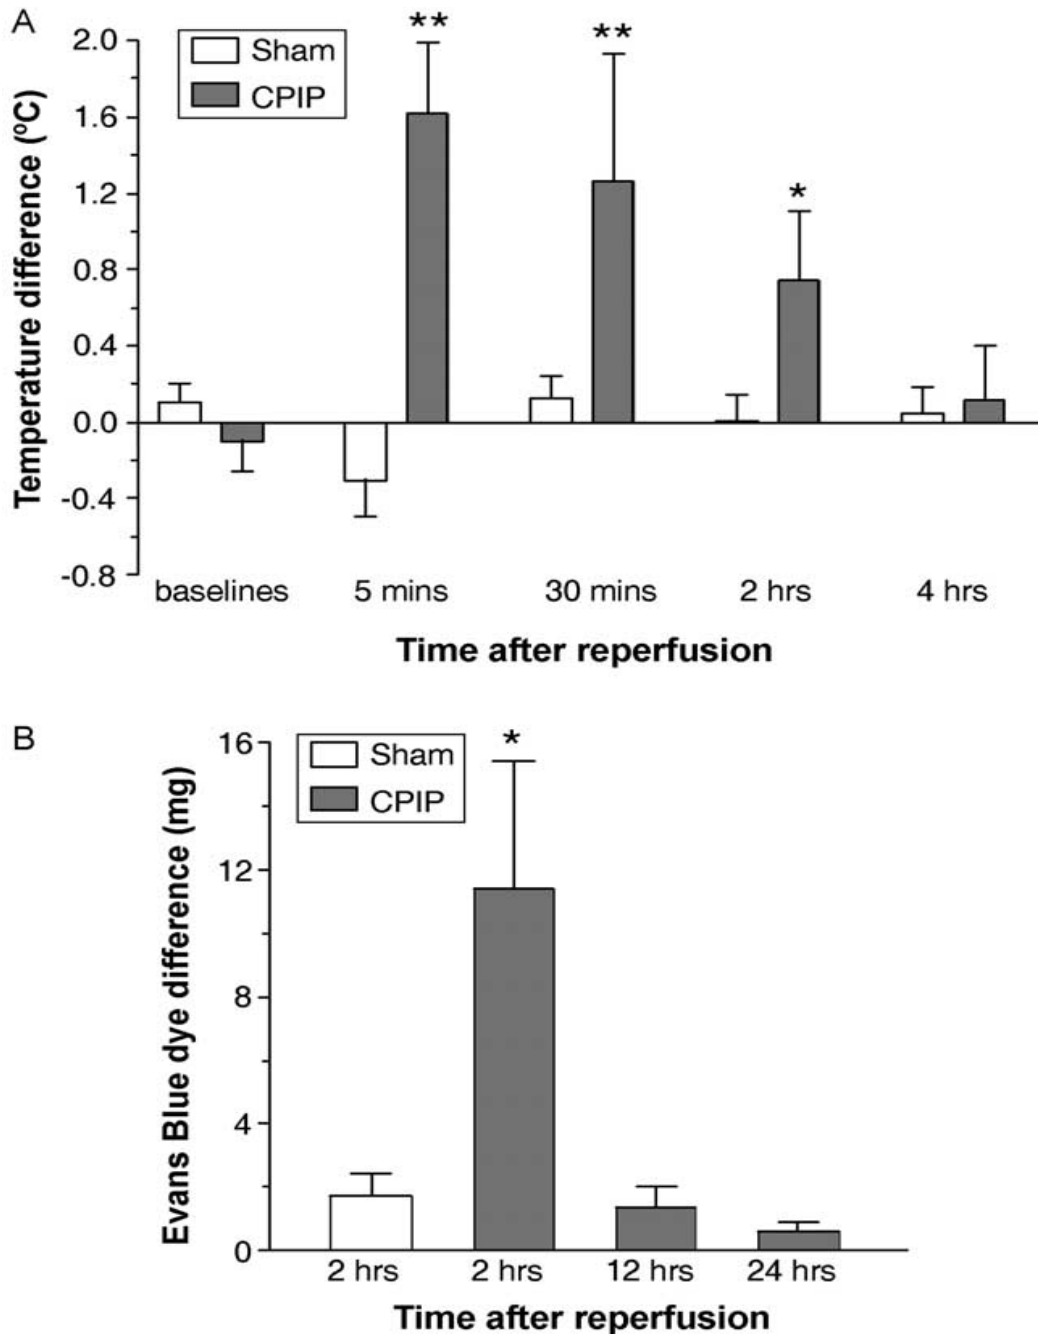 A
Temperature difference (ºC)
2.0
1.6
1.2
0.8
0.4
0.0
-0.4
-0.8
Sham
CPIP
**
**
*
baselines 5 mins 30 mins 2 hrs 4 hrs
Time after reperfusion
B
Evans Blue dye difference (mg)
16
12
8
4
0
Sham
CPIP
*
2 hrs 2 hrs 12 hrs 24 hrs
Time after reperfusion